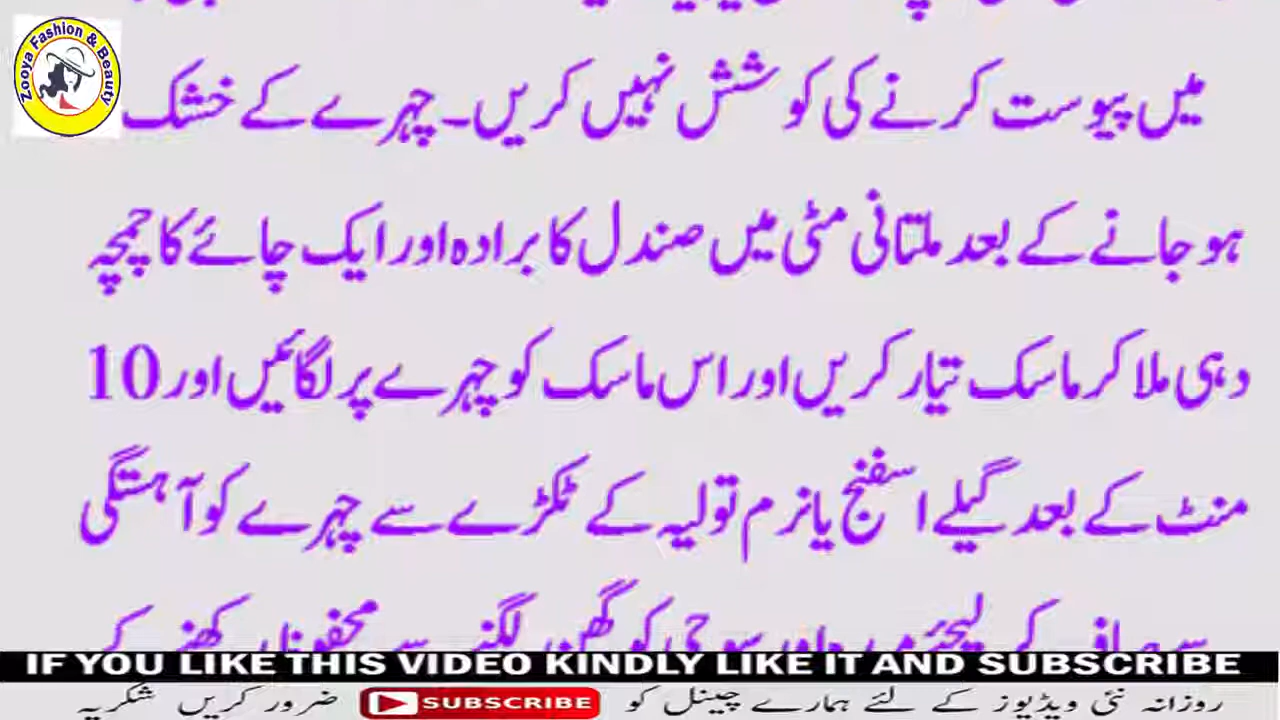 Zooya Fashion & Beauty
میں پیوست کرنے کی کوشش نہیں کریں۔ چہرے کے خشک
ہو جانے کے بعد ملتانی مٹی میں صندل کا برادہ اور ایک چائے کا چمچہ
دہی ملا کر ماسک تیار کریں اور اس ماسک کو چہرے پر لگائیں اور 10
منٹ کے بعد گیلے اسفنج یا نرم تولیہ کے ٹکڑے سے چہرے کو آہستگی
IF YOU LIKE THIS VIDEO KINDLY LIKE IT AND SUBSCRIBE
روزانہ نئی ویڈیوز کے لئے ہمارے چینل کو SUBSCRIBE ضرور کریں شکریہ